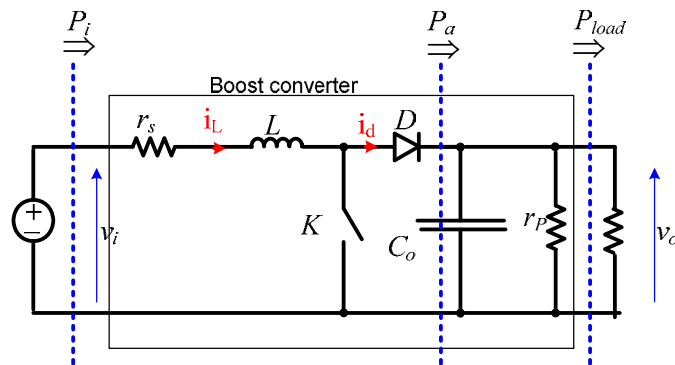 P_i
P_a
P_load
Boost converter
r_s
i_L
L
i_d
D
+
−
v_i
K
C_o
r_P
v_o